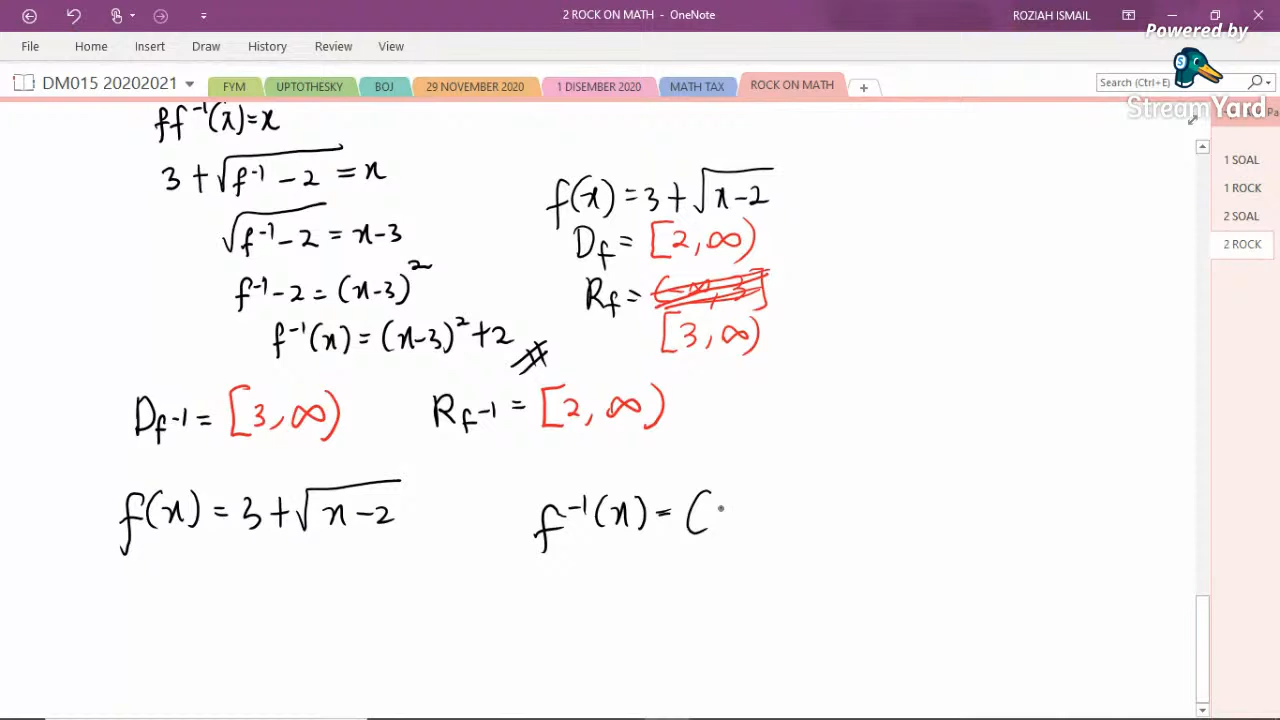 2 ROCK ON MATH - OneNote
ROZIAH ISMAIL
Powered by
StreamYard
File Home Insert Draw History Review View
DM015 20202021 FYM UPTOTHESKY BOJ 29 NOVEMBER 2020 1 DISEMBER 2020 MATH TAX ROCK ON MATH
Search (Ctrl+E)
1 SOAL
1 ROCK
2 SOAL
2 ROCK
ff⁻¹(x)=x
3 + √(f⁻¹ - 2) = x
√(f⁻¹ - 2) = x-3
f⁻¹ - 2 = (x-3)²
f⁻¹(x) = (x-3)² + 2
f(x) = 3 + √(x-2)
D_f = [2, ∞)
R_f = (-∞, 3]
[3, ∞)
D_f⁻¹ = [3, ∞) R_f⁻¹ = [2, ∞)
f(x) = 3 + √(x-2) f⁻¹(x) = (